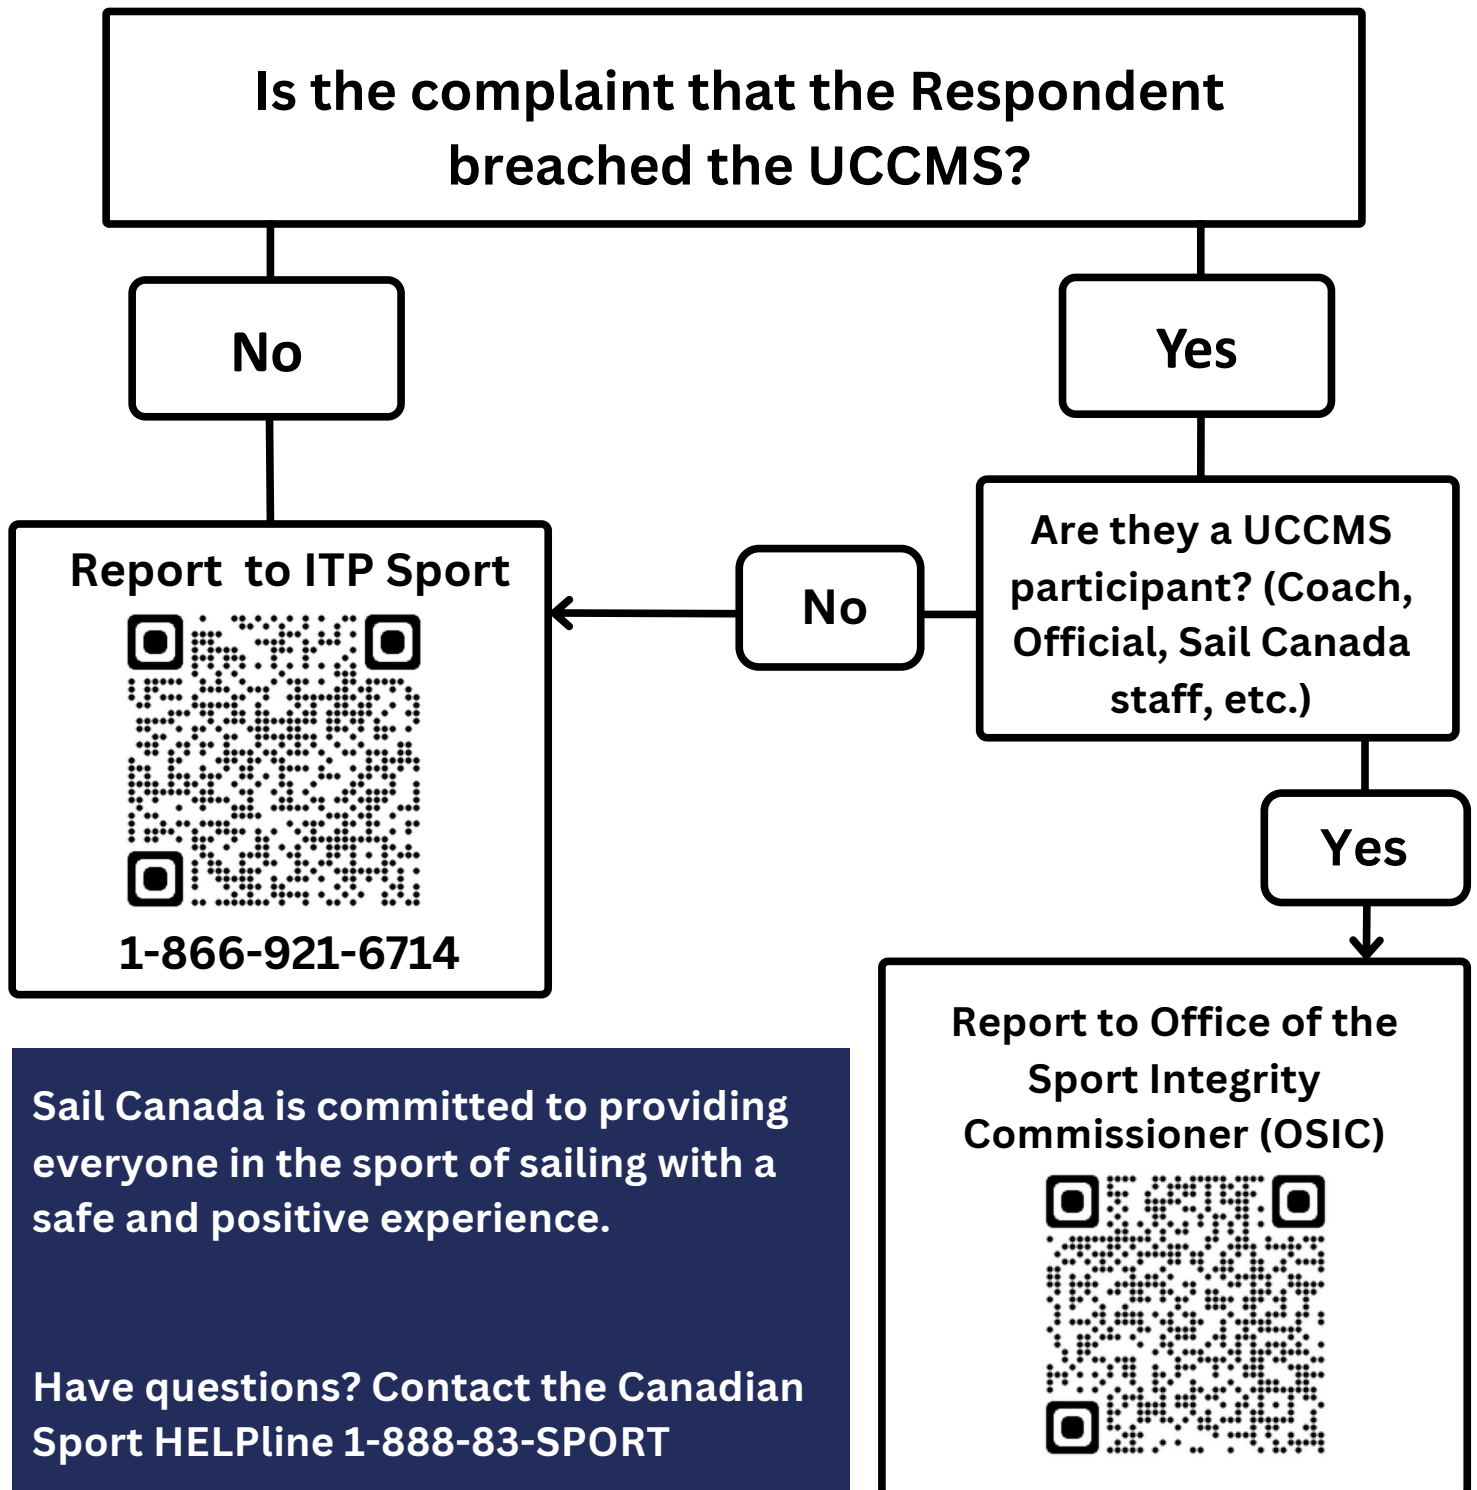 Is the complaint that the Respondent
breached the UCCMS?
No
Yes
Report to ITP Sport
1-866-921-6714
No
Are they a UCCMS
participant? (Coach,
Official, Sail Canada
staff, etc.)
Yes
Report to Office of the
Sport Integrity
Commissioner (OSIC)
Sail Canada is committed to providing
everyone in the sport of sailing with a
safe and positive experience.
Have questions? Contact the Canadian
Sport HELPline 1-888-83-SPORT